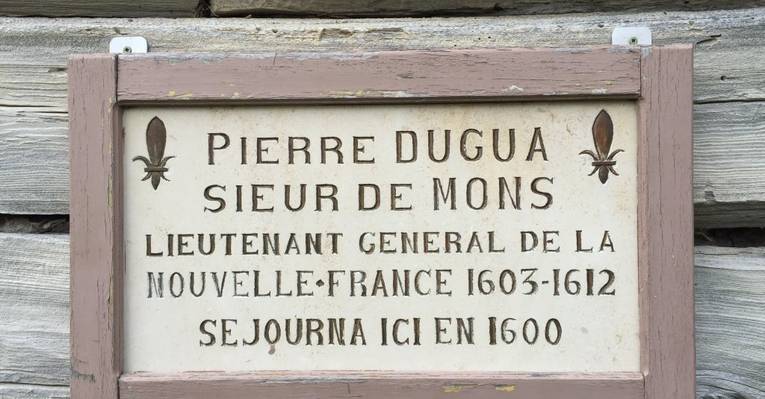 PIERRE DUGUA
SIEUR DE MONS
LIEUTENANT GENERAL DE LA
NOUVELLE•FRANCE 1603-1612
SEJOURNA ICI EN 1600